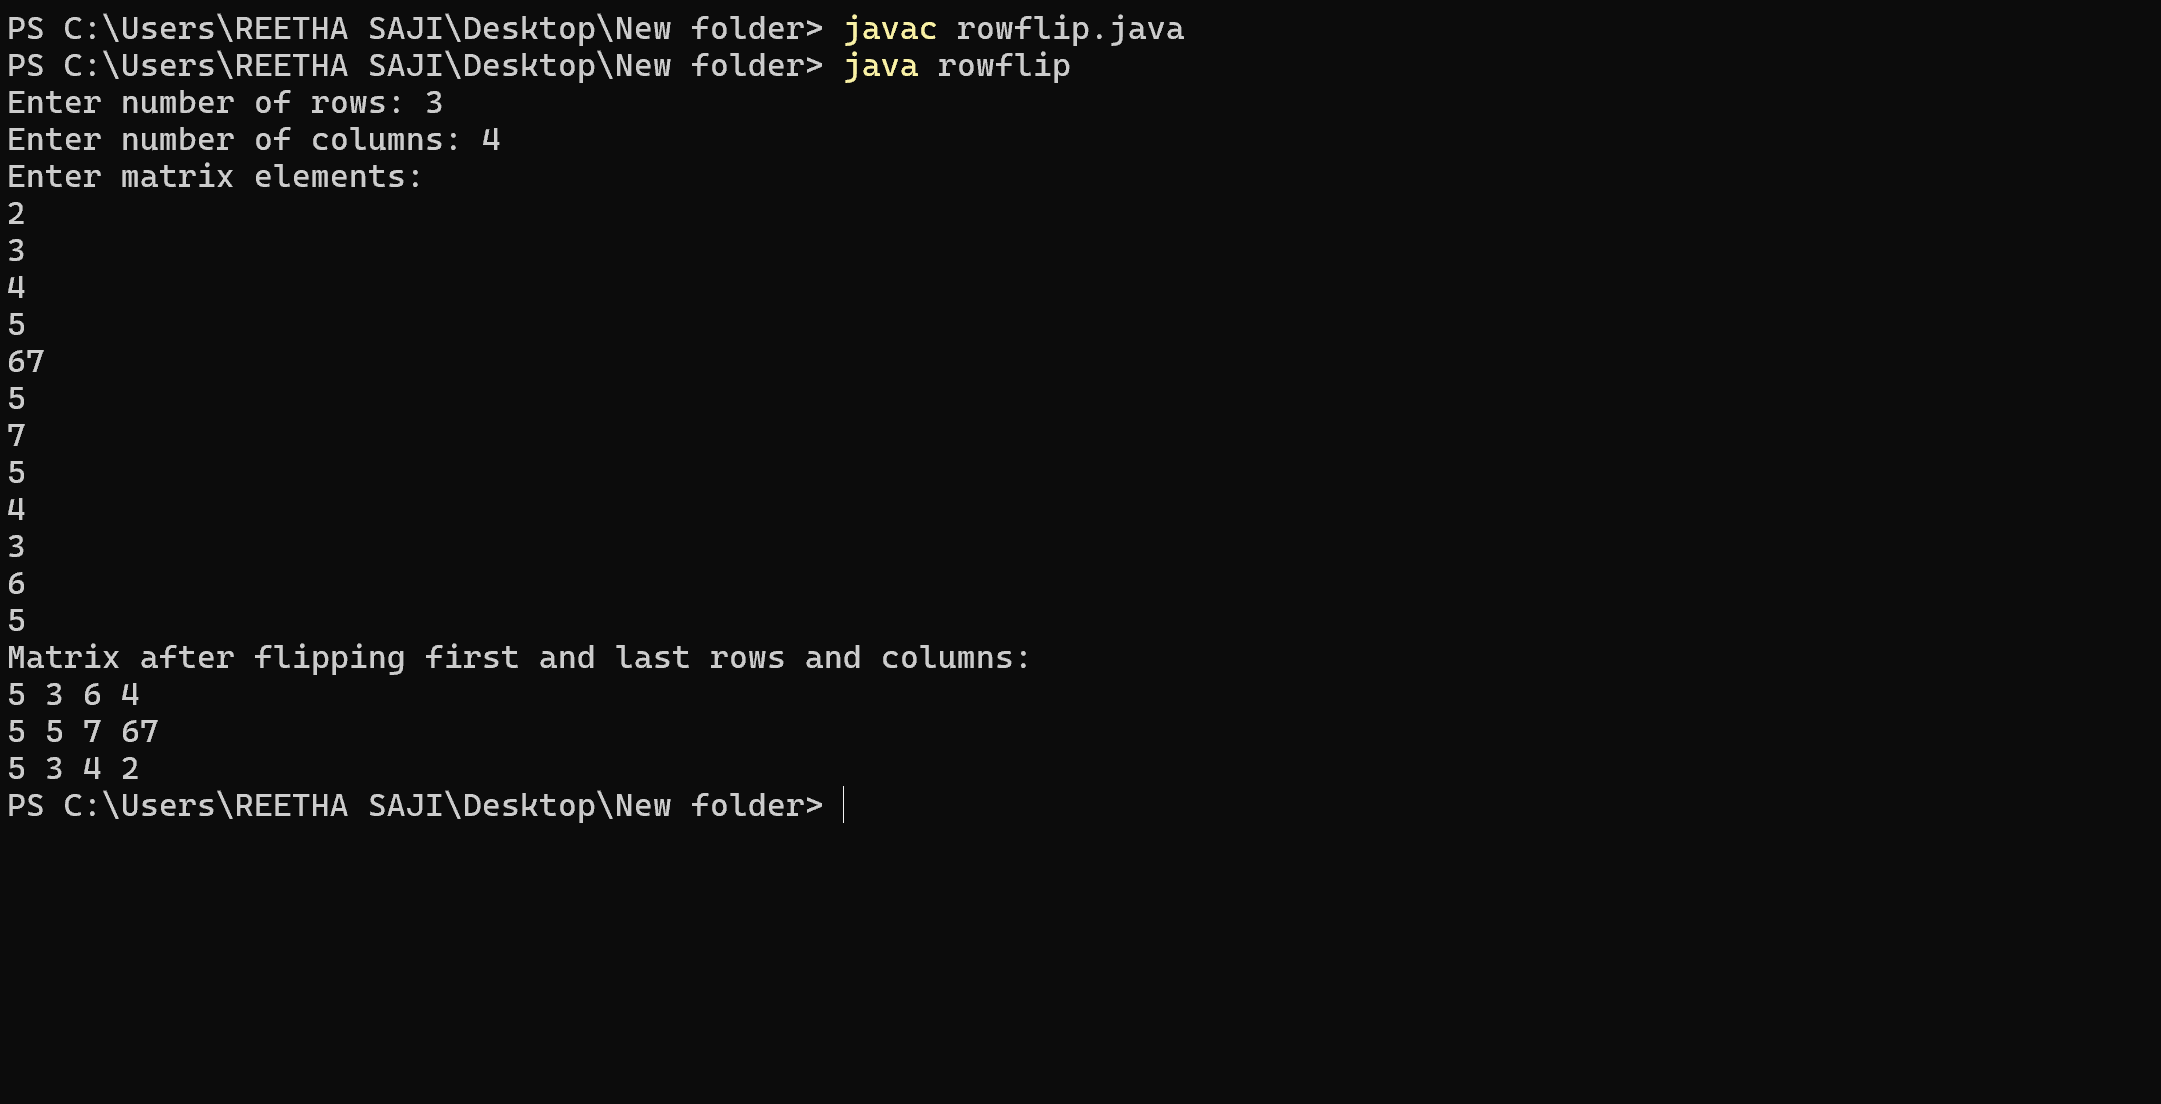 PS C:\Users\REETHA SAJI\Desktop\New folder> javac rowflip.java
PS C:\Users\REETHA SAJI\Desktop\New folder> java rowflip
Enter number of rows: 3
Enter number of columns: 4
Enter matrix elements:
2
3
4
5
67
5
7
5
4
3
6
5
Matrix after flipping first and last rows and columns:
5 3 6 4
5 5 7 67
5 3 4 2
PS C:\Users\REETHA SAJI\Desktop\New folder>